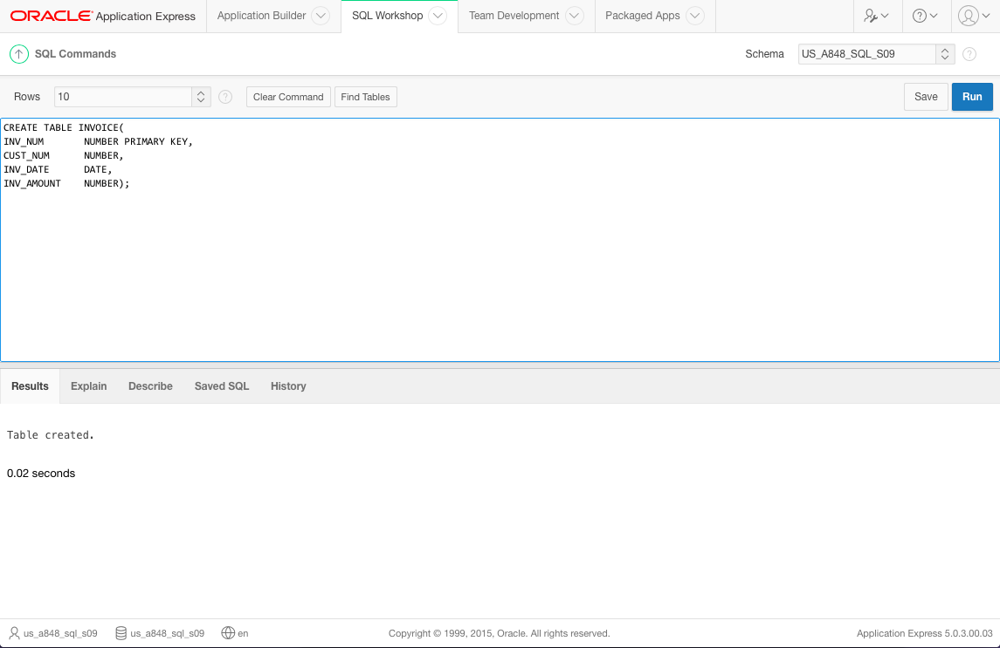 ORACLE Application Express Application Builder SQL Workshop Team Development Packaged Apps
SQL Commands Schema US_A848_SQL_S09
Rows 10 Clear Command Find Tables Save Run
CREATE TABLE INVOICE(
INV_NUM       NUMBER PRIMARY KEY,
CUST_NUM      NUMBER,
INV_DATE      DATE,
INV_AMOUNT    NUMBER);
Results Explain Describe Saved SQL History
Table created.
0.02 seconds
us_a848_sql_s09 us_a848_sql_s09 en Copyright © 1999, 2015, Oracle. All rights reserved. Application Express 5.0.3.00.03